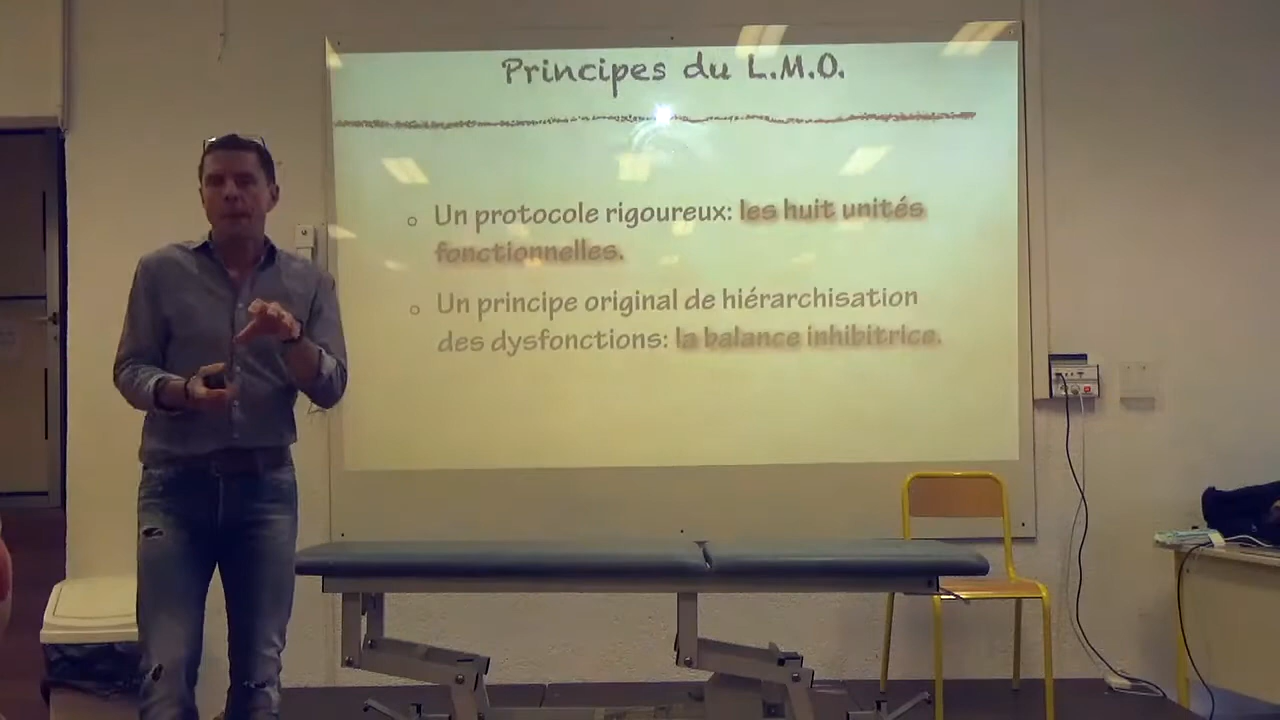 Principes du L.M.O.
Un protocole rigoureux: les huit unités
fonctionnelles.
Un principe original de hiérarchisation
des dysfonctions: la balance inhibitrice.